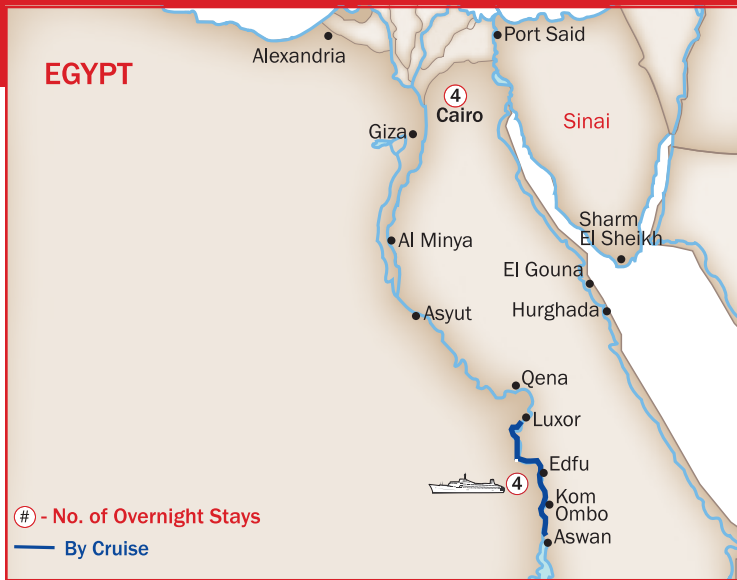 EGYPT
Alexandria
Port Said
4
Cairo
Giza
Sinai
Al Minya
Sharm
El Sheikh
El Gouna
Hurghada
Asyut
Qena
Luxor
Edfu
4
Kom
Ombo
Aswan
# - No. of Overnight Stays
By Cruise